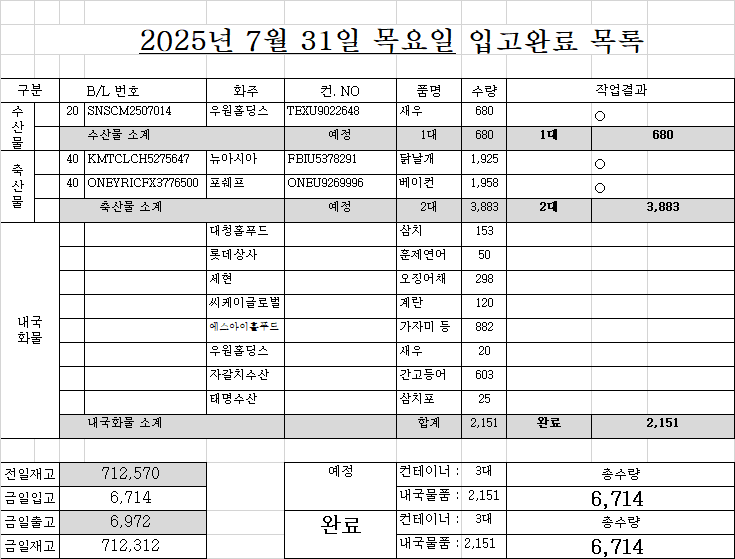 2025년 7월 31일 목요일 입고완료 목록
구분 B/L 번호 화주 컨. NO 품명 수량 작업결과
수산물 20 SNSCM2507014 우원홀딩스 TEXU9022648 새우 680 ○
수산물 소계 예정 1대 680 1대 680
축산물 40 KMTCLCH5275647 뉴아시아 FBIU5378291 닭날개 1,925 ○
40 ONEYRICFX3776500 포쉐프 ONEU9269996 베이컨 1,958 ○
축산물 소계 예정 2대 3,883 2대 3,883
내국화물 대청홀푸드 삼치 153
롯데상사 훈제연어 50
세현 오징어채 298
씨케이글로벌 계란 120
에스아이홀푸드 가자미 등 882
우원홀딩스 새우 20
자갈치수산 간고등어 603
태명수산 삼치포 25
내국화물 소계 합계 2,151 완료 2,151
전일재고 712,570 예정 컨테이너 : 3대 총수량
금일입고 6,714 내국물품 : 2,151 6,714
금일출고 6,972 완료 컨테이너 : 3대 총수량
금일재고 712,312 내국물품 : 2,151 6,714